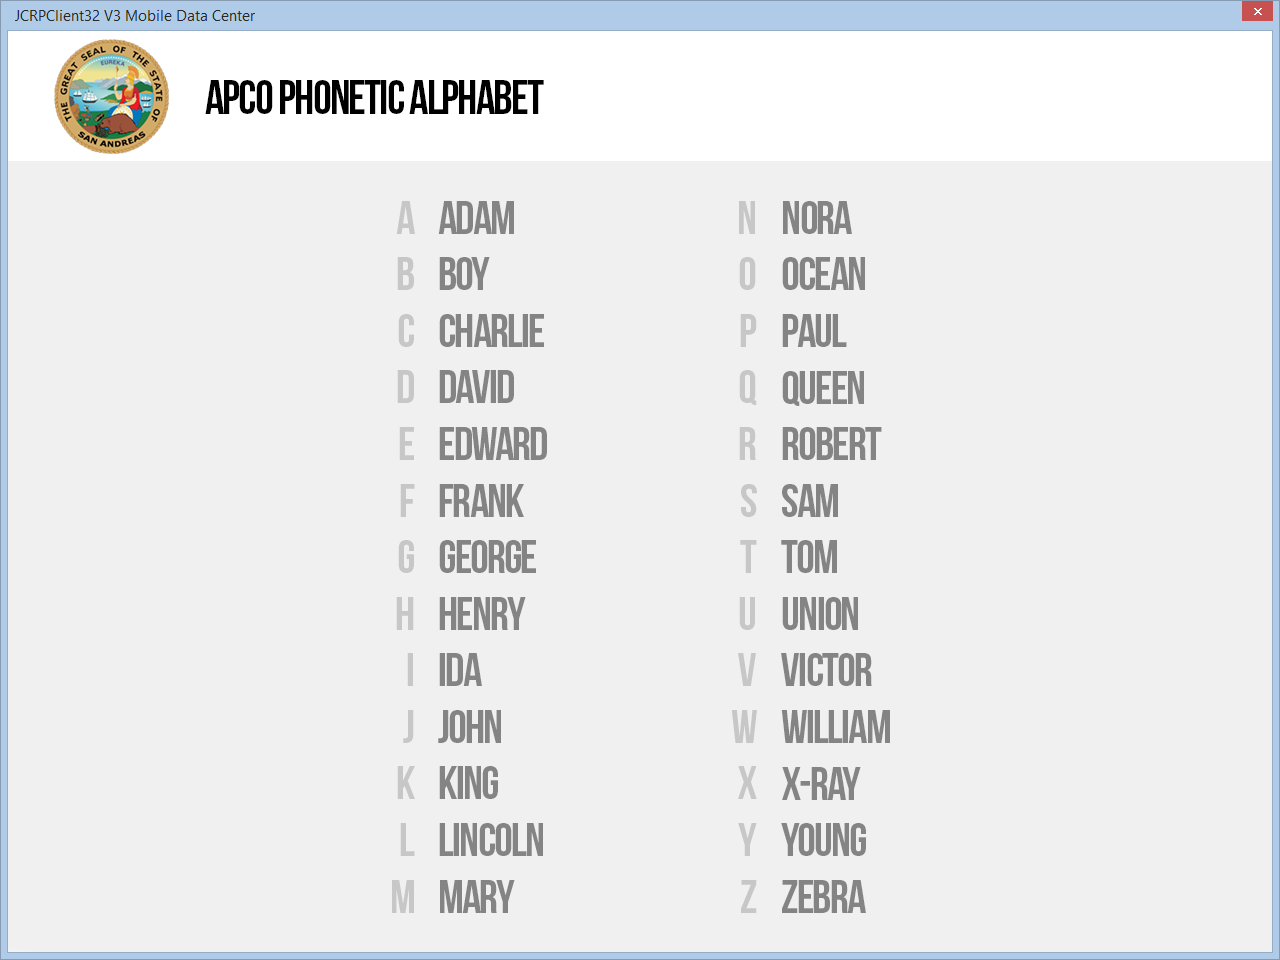 JCRPClient32 V3 Mobile Data Center
THE GREAT SEAL OF THE STATE OF
EUREKA
SAN ANDREAS
APCO PHONETIC ALPHABET
A ADAM
B BOY
C CHARLIE
D DAVID
E EDWARD
F FRANK
G GEORGE
H HENRY
I IDA
J JOHN
K KING
L LINCOLN
M MARY
N NORA
O OCEAN
P PAUL
Q QUEEN
R ROBERT
S SAM
T TOM
U UNION
V VICTOR
W WILLIAM
X X-RAY
Y YOUNG
Z ZEBRA